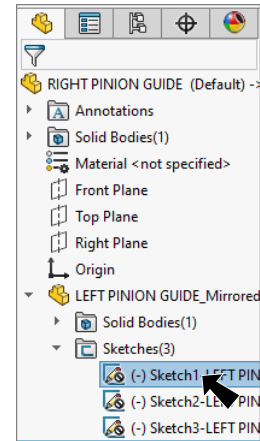 RIGHT PINION GUIDE (Default) ->
Annotations
Solid Bodies(1)
Material <not specified>
Front Plane
Top Plane
Right Plane
Origin
LEFT PINION GUIDE_Mirrored
Solid Bodies(1)
Sketches(3)
(-) Sketch1-LEFT PIN
(-) Sketch2-LEFT PIN
(-) Sketch3-LEFT PIN